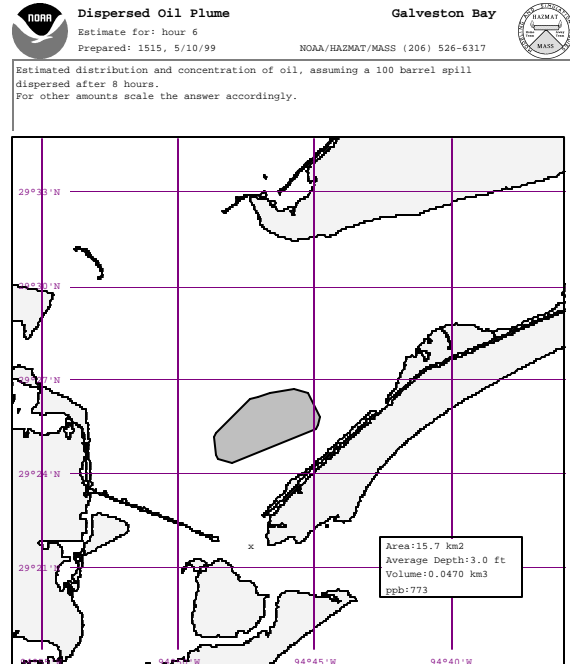 NOAA
Dispersed Oil Plume
Galveston Bay
Estimate for: hour 6
Prepared: 1515, 5/10/99
NOAA/HAZMAT/MASS (206) 526-6317
HAZMAT
MASS
Estimated distribution and concentration of oil, assuming a 100 barrel spill
dispersed after 8 hours.
For other amounts scale the answer accordingly.
29°33'N
29°30'N
29°27'N
29°24'N
x
Area:15.7 km2
Average Depth:3.0 ft
Volume:0.0470 km3
ppb:773
29°21'N
94°45'W
94°40'W